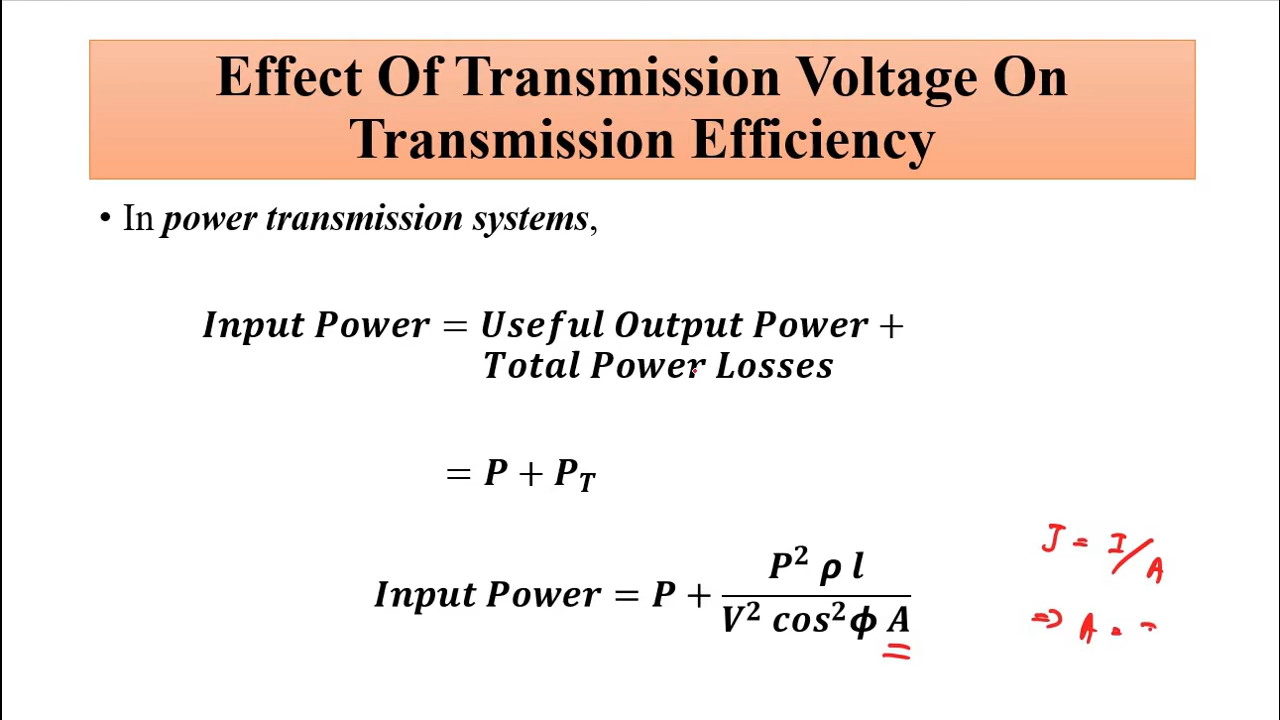 Effect Of Transmission Voltage On
Transmission Efficiency
• In power transmission systems,
Input Power = Useful Output Power +
Total Power Losses
= P + P_T
Input Power = P + \frac{P² ρ l}{V² cos²ϕ A}
J = I/A
⇒ A =